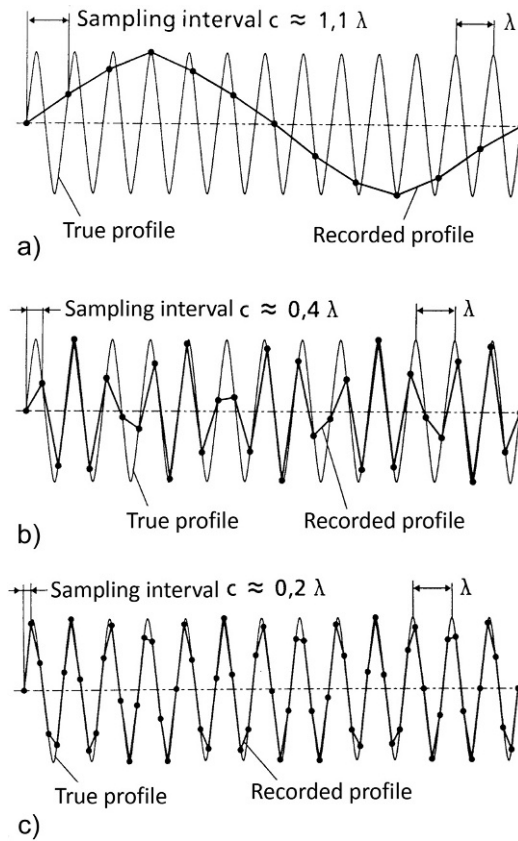 Sampling interval c ≈ 1,1 λ
λ
True profile
Recorded profile
a)
Sampling interval c ≈ 0,4 λ
λ
True profile
Recorded profile
b)
Sampling interval c ≈ 0,2 λ
λ
True profile
Recorded profile
c)